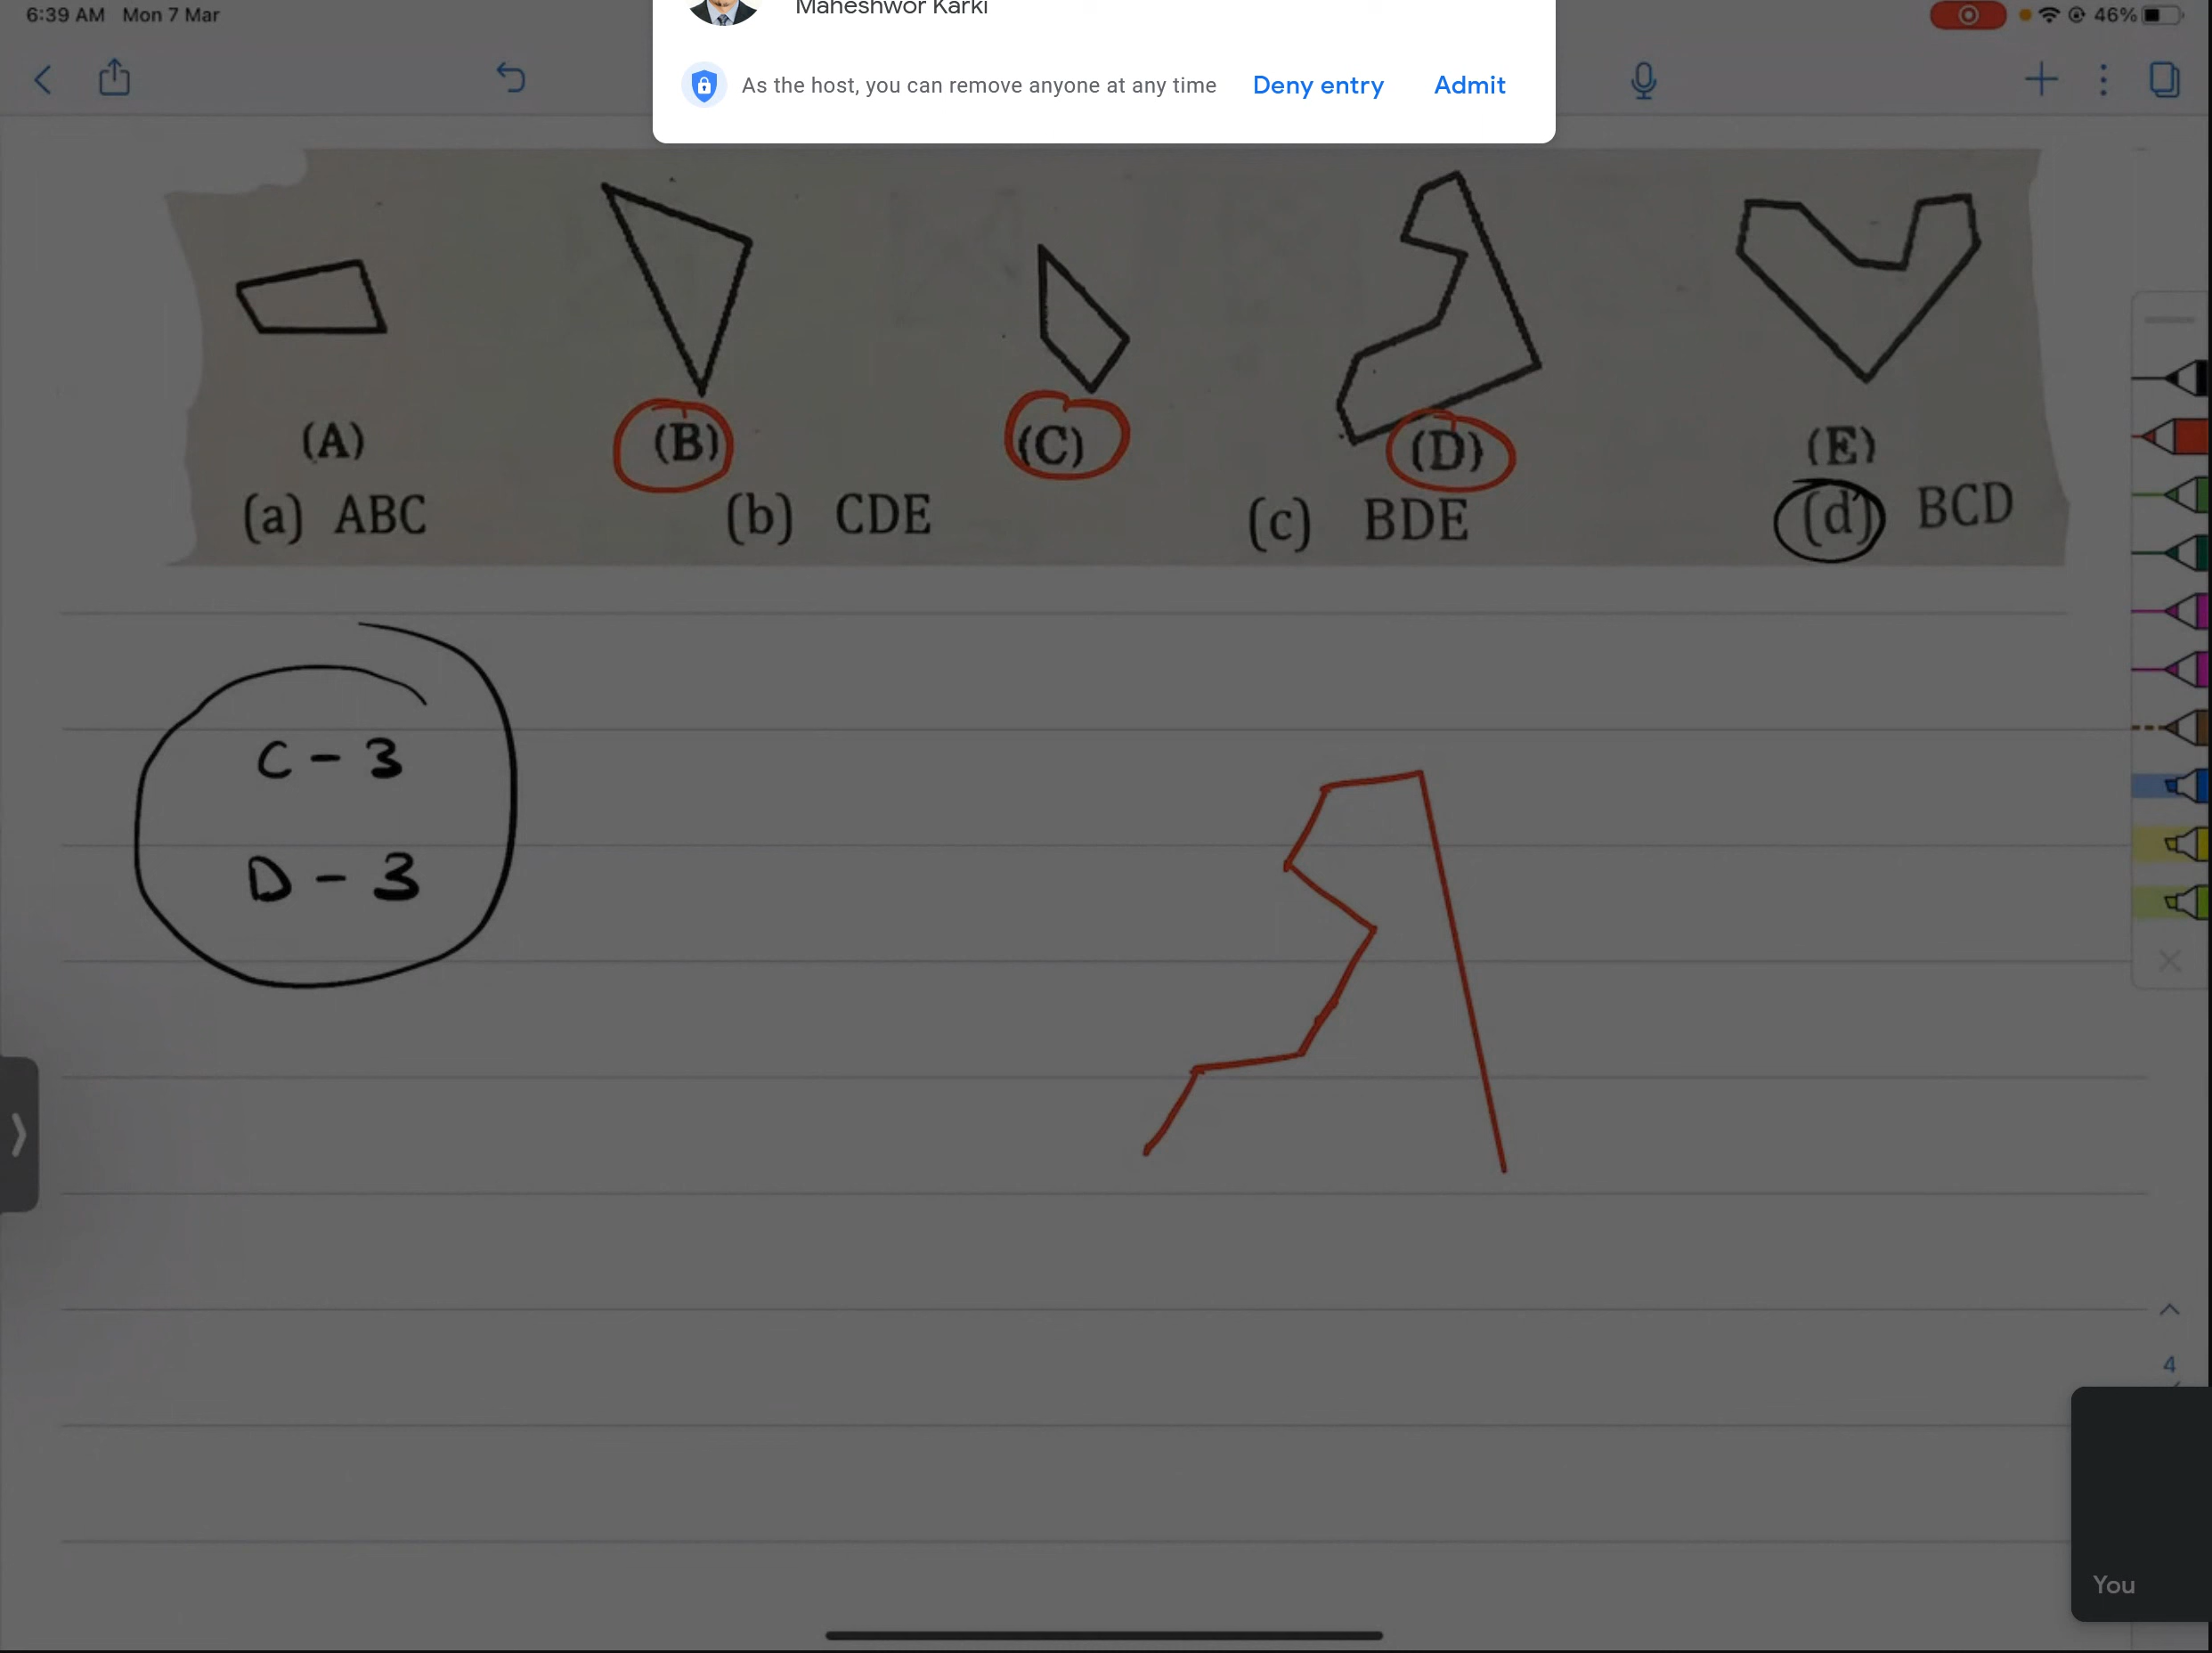 6:39 AM Mon 7 Mar
46%
Maheshwor Karki
As the host, you can remove anyone at any time Deny entry Admit
(A) (B) (C) (D) (E)
(a) ABC (b) CDE (c) BDE (d) BCD
C - 3
D - 3
4
You